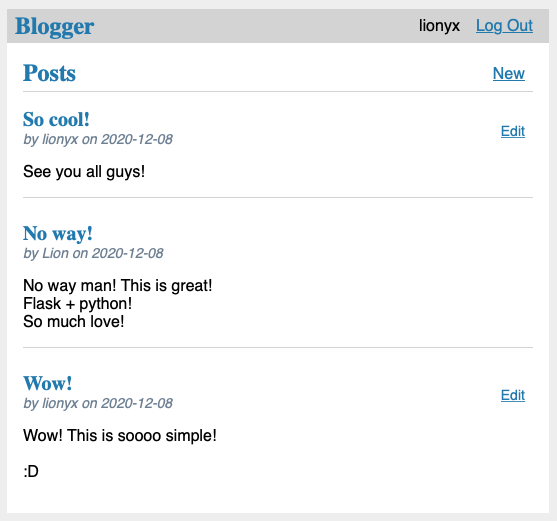 Blogger lionyx Log Out
Posts New
So cool!
by lionyx on 2020-12-08 Edit
See you all guys!
No way!
by Lion on 2020-12-08
No way man! This is great!
Flask + python!
So much love!
Wow!
by lionyx on 2020-12-08 Edit
Wow! This is soooo simple!
:D